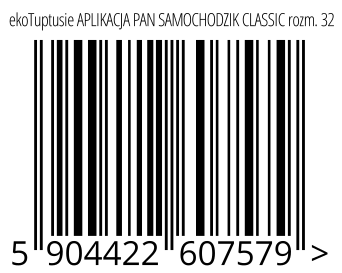 ekoTuptusie APLIKACJA PAN SAMOCHODZIK CLASSIC rozm. 32
5 904422 607579 >